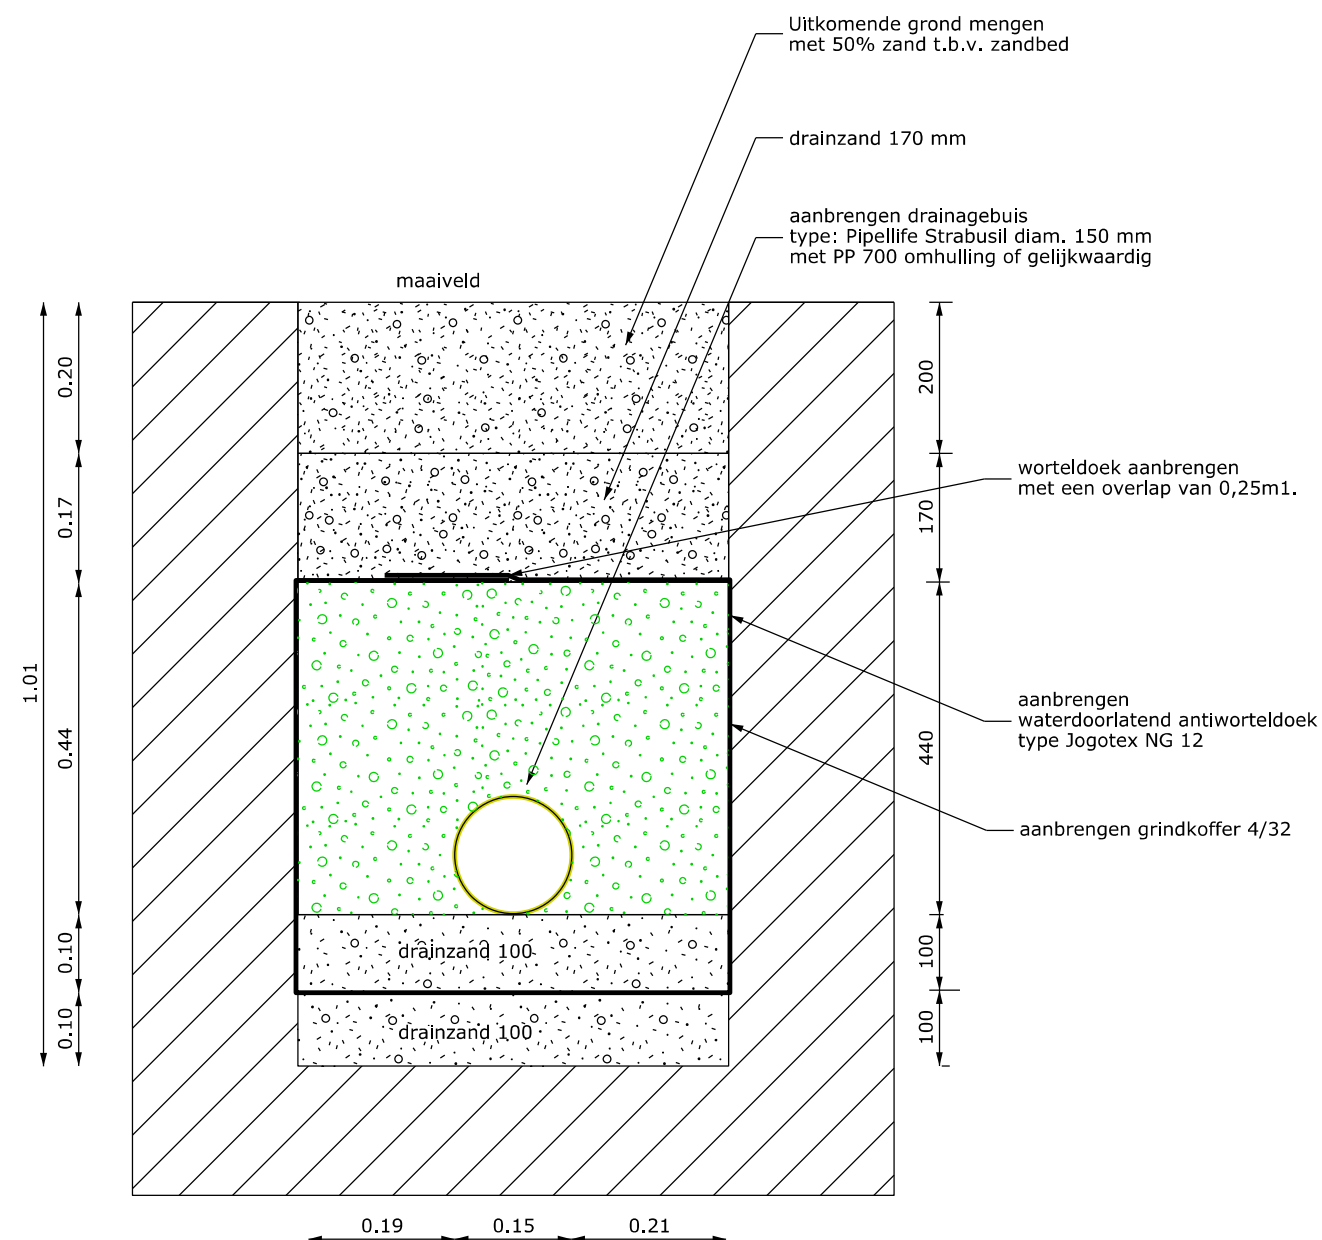 Uitkomende grond mengen
met 50% zand t.b.v. zandbed
drainzand 170 mm
aanbrengen drainagebuis
type: Pipellife Strabusil diam. 150 mm
met PP 700 omhulling of gelijkwaardig
maaiveld
0.20
200
worteldoek aanbrengen
met een overlap van 0,25m1.
0.17
170
1.01
aanbrengen
waterdoorlatend antiworteldoek
type Jogotex NG 12
0.44
440
aanbrengen grindkoffer 4/32
0.10
drainzand 100
100
0.10
drainzand 100
100
0.19
0.15
0.21